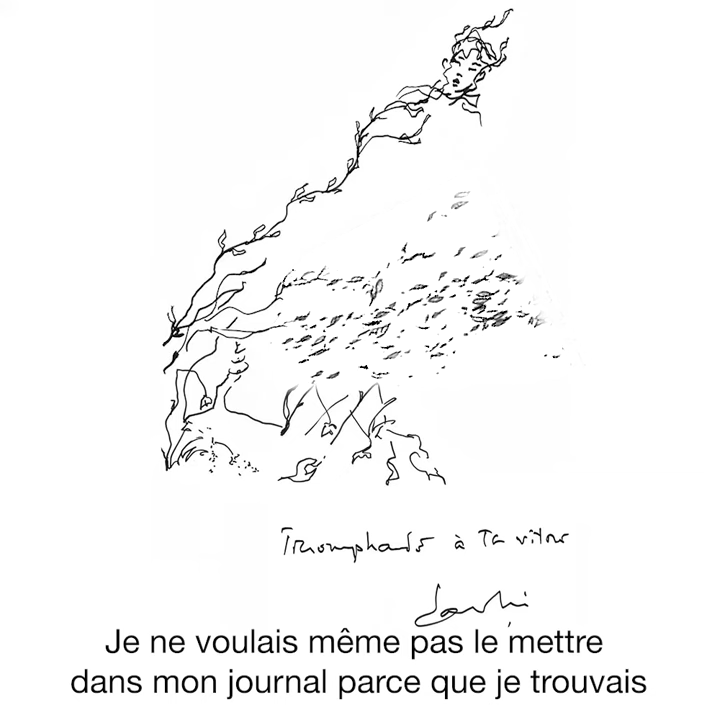 Triomphants à Ta vitre
Je ne voulais même pas le mettre
dans mon journal parce que je trouvais